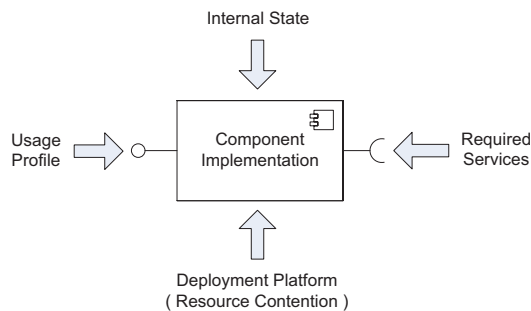 Internal State
Usage
Profile
Component
Implementation
Required
Services
Deployment Platform
( Resource Contention )